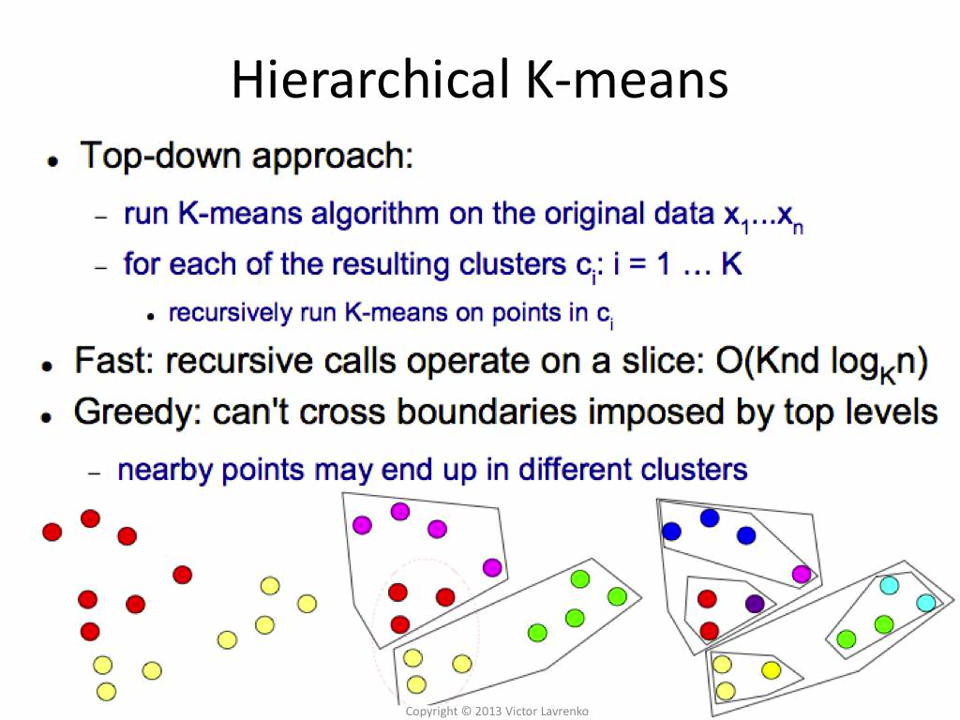 Hierarchical K-means
• Top-down approach:
– run K-means algorithm on the original data x1...xn
– for each of the resulting clusters ci: i = 1 … K
• recursively run K-means on points in ci
• Fast: recursive calls operate on a slice: O(Knd logKn)
• Greedy: can't cross boundaries imposed by top levels
– nearby points may end up in different clusters
Copyright © 2013 Victor Lavrenko